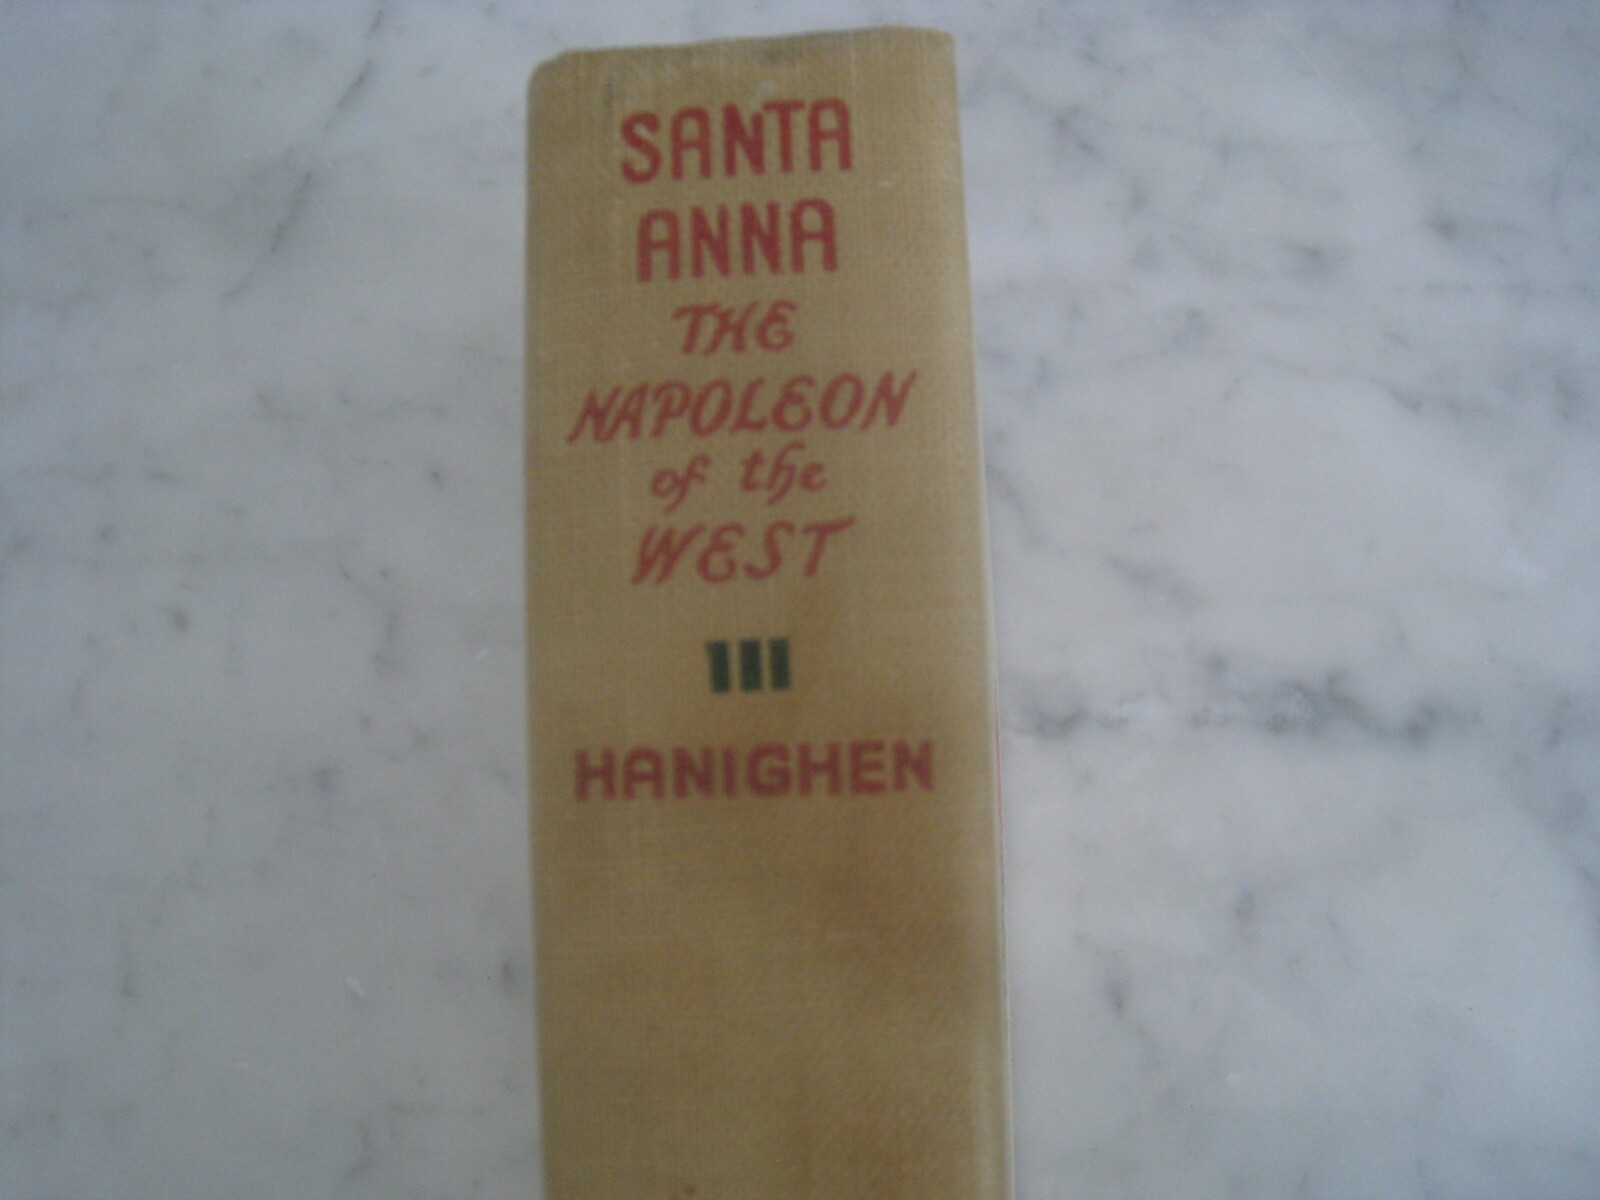 SANTA
ANNA
THE
NAPOLEON
of the
WEST
HANIGHEN